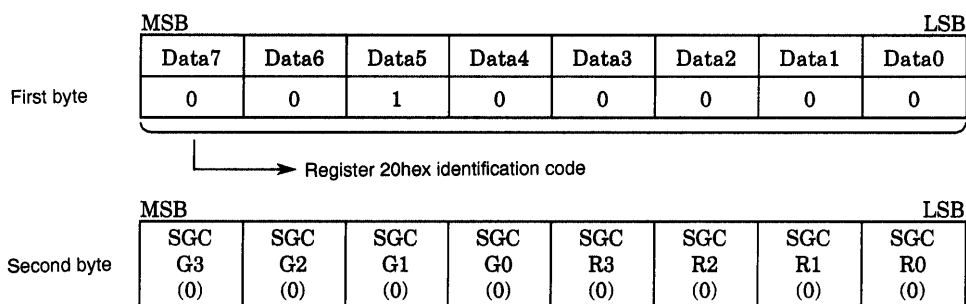 MSB LSB
Data7 Data6 Data5 Data4 Data3 Data2 Data1 Data0
First byte 0 0 1 0 0 0 0 0
Register 20hex identification code
MSB LSB
SGC SGC SGC SGC SGC SGC SGC SGC
Second byte G3 G2 G1 G0 R3 R2 R1 R0
(0) (0) (0) (0) (0) (0) (0) (0)